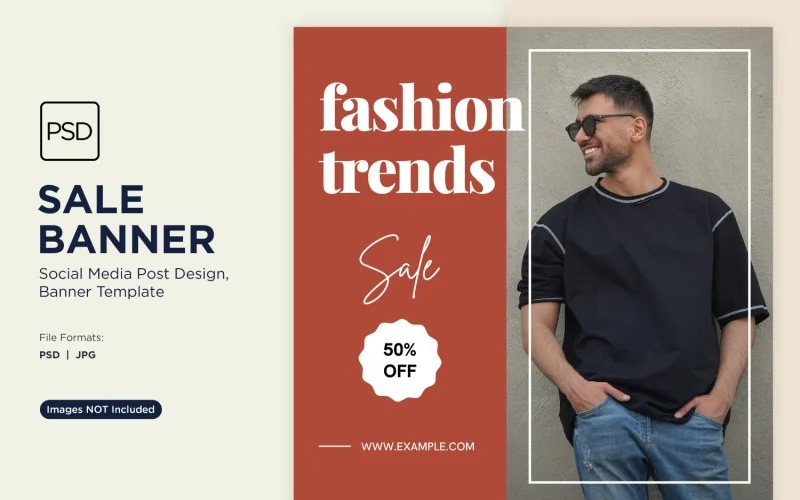 PSD
SALE
BANNER
Social Media Post Design,
Banner Template
File Formats:
PSD | JPG
Images NOT Included
fashion
trends
Sale
50%
OFF
WWW.EXAMPLE.COM